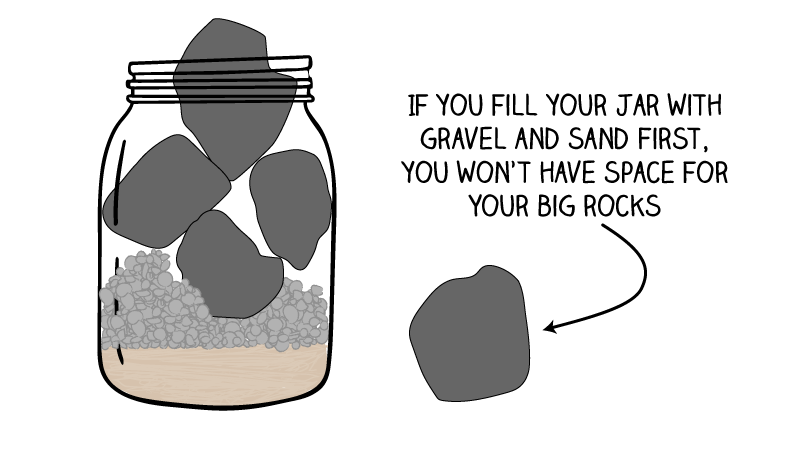 IF YOU FILL YOUR JAR WITH
GRAVEL AND SAND FIRST,
YOU WON'T HAVE SPACE FOR
YOUR BIG ROCKS